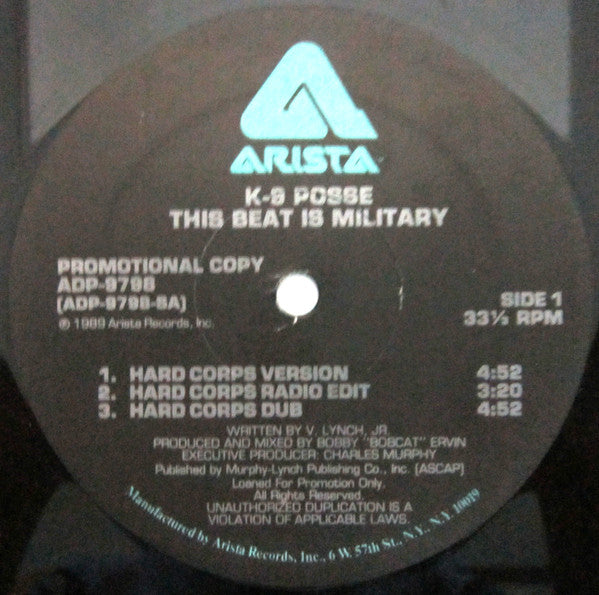 ARISTA
K-9 POSSE
THIS BEAT IS MILITARY
PROMOTIONAL COPY
ADP-9798
[ADP-9798-SA]
℗ 1989 Arista Records, Inc.
SIDE 1
33⅓ RPM
1. HARD CORPS VERSION 4:52
2. HARD CORPS RADIO EDIT 3:20
3. HARD CORPS DUB 4:52
WRITTEN BY V. LYNCH, JR.
PRODUCED AND MIXED BY BOBBY "BOBCAT" ERVIN
EXECUTIVE PRODUCER: CHARLES MURPHY
Published by Murphy-Lynch Publishing Co., Inc. [ASCAP]
Loaned For Promotion Only.
All Rights Reserved.
UNAUTHORIZED DUPLICATION IS A
VIOLATION OF APPLICABLE LAWS.
Manufactured by Arista Records, Inc., 6 W. 57th St., N.Y., N.Y. 10019